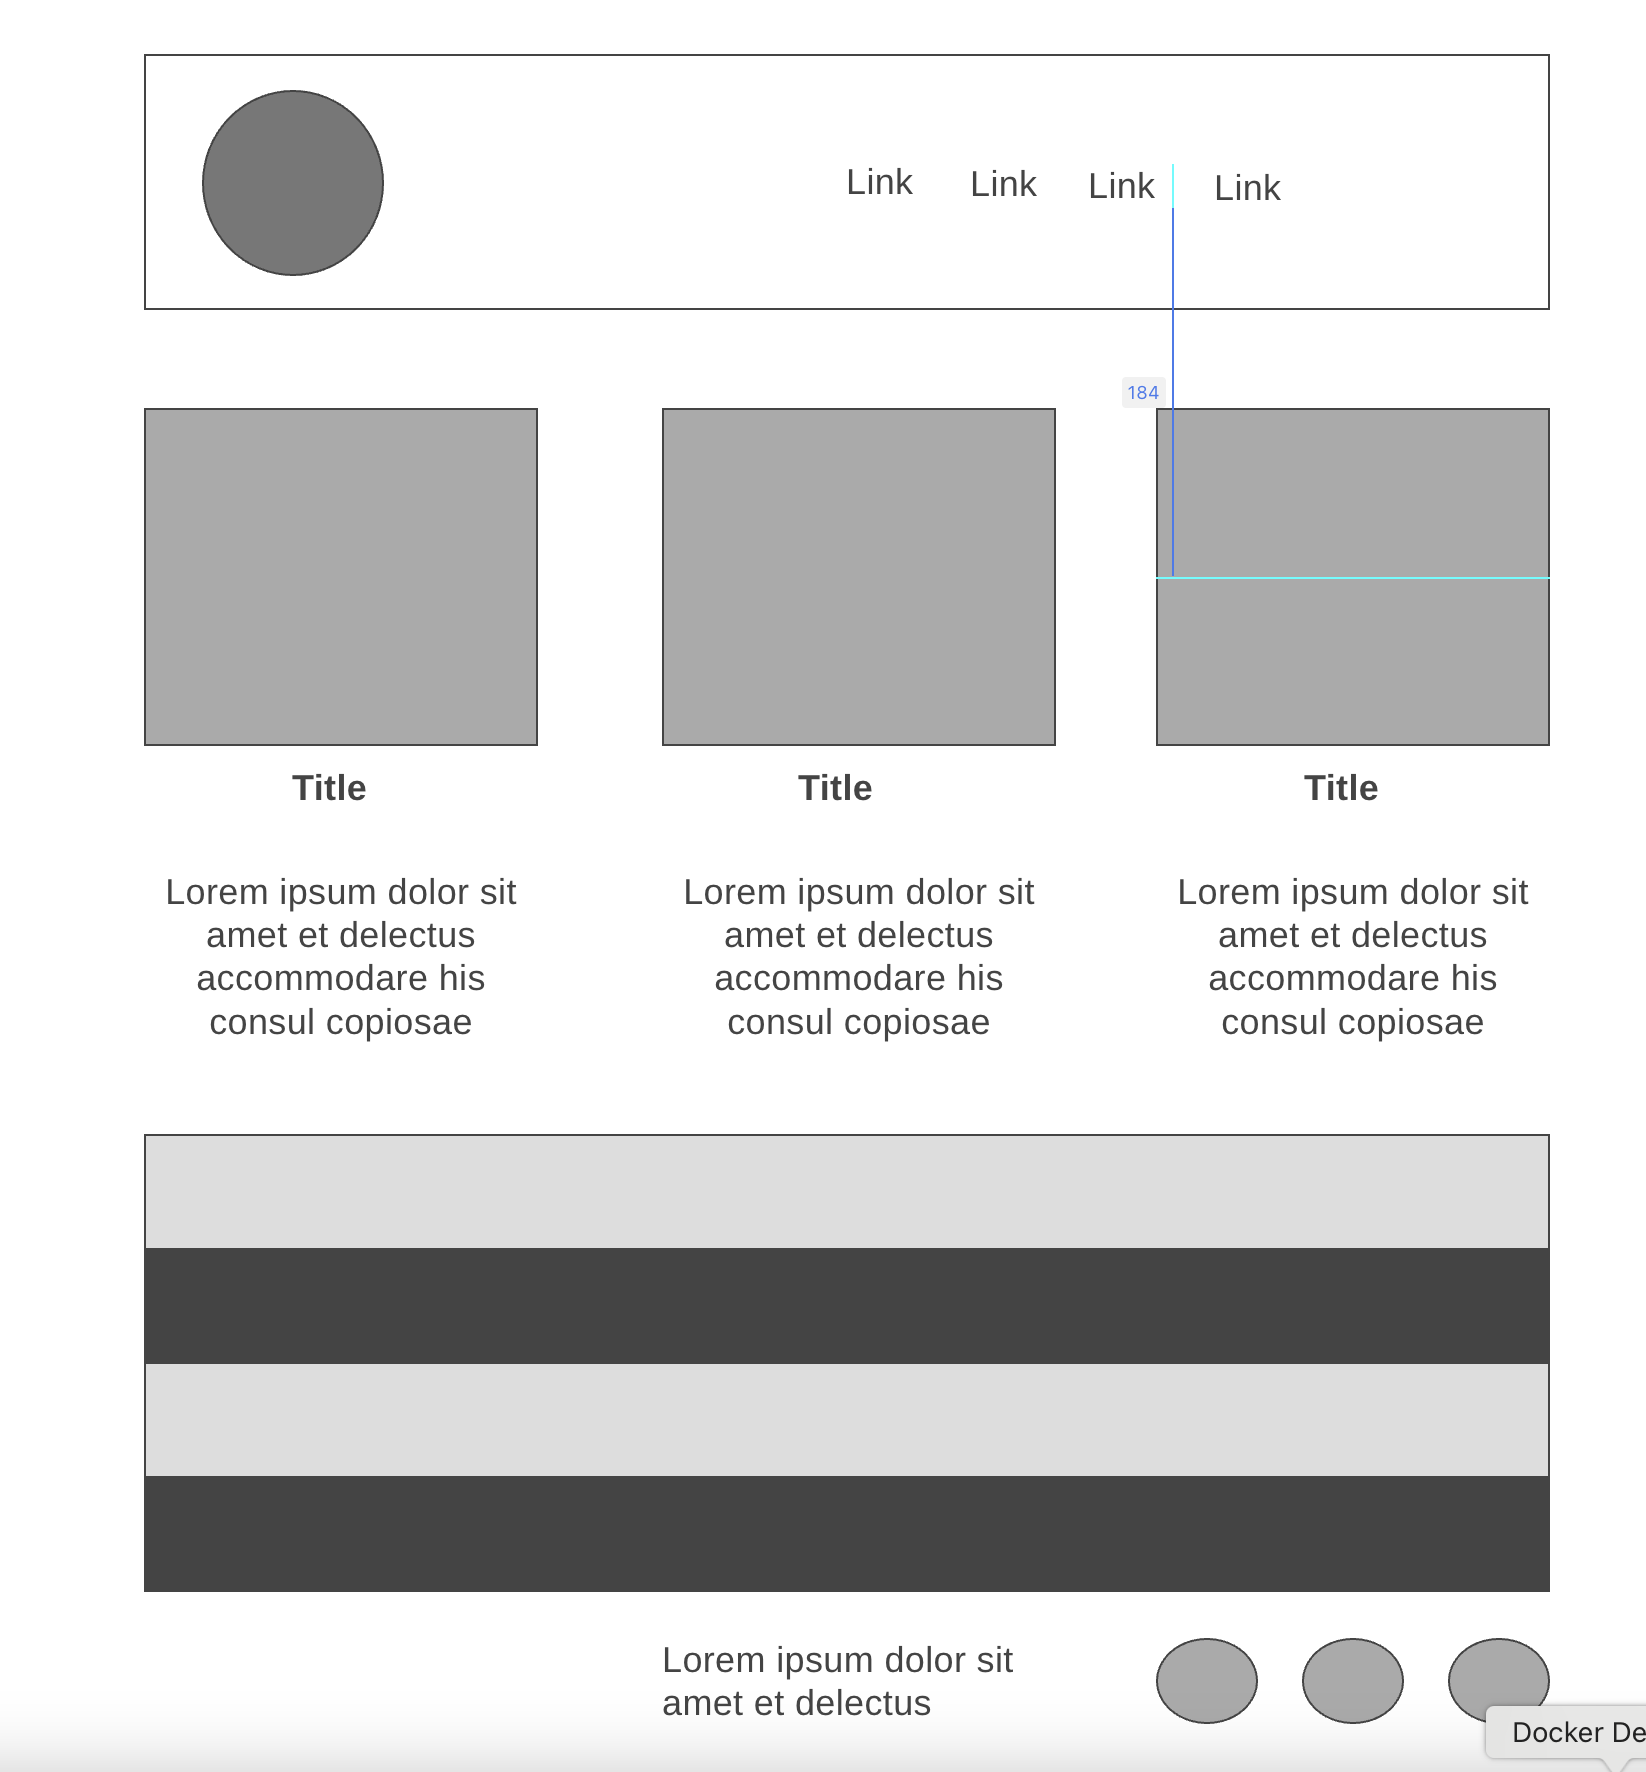 Link Link Link Link
184
Title
Lorem ipsum dolor sit
amet et delectus
accommodare his
consul copiosae
Title
Lorem ipsum dolor sit
amet et delectus
accommodare his
consul copiosae
Title
Lorem ipsum dolor sit
amet et delectus
accommodare his
consul copiosae
Lorem ipsum dolor sit
amet et delectus
Docker De